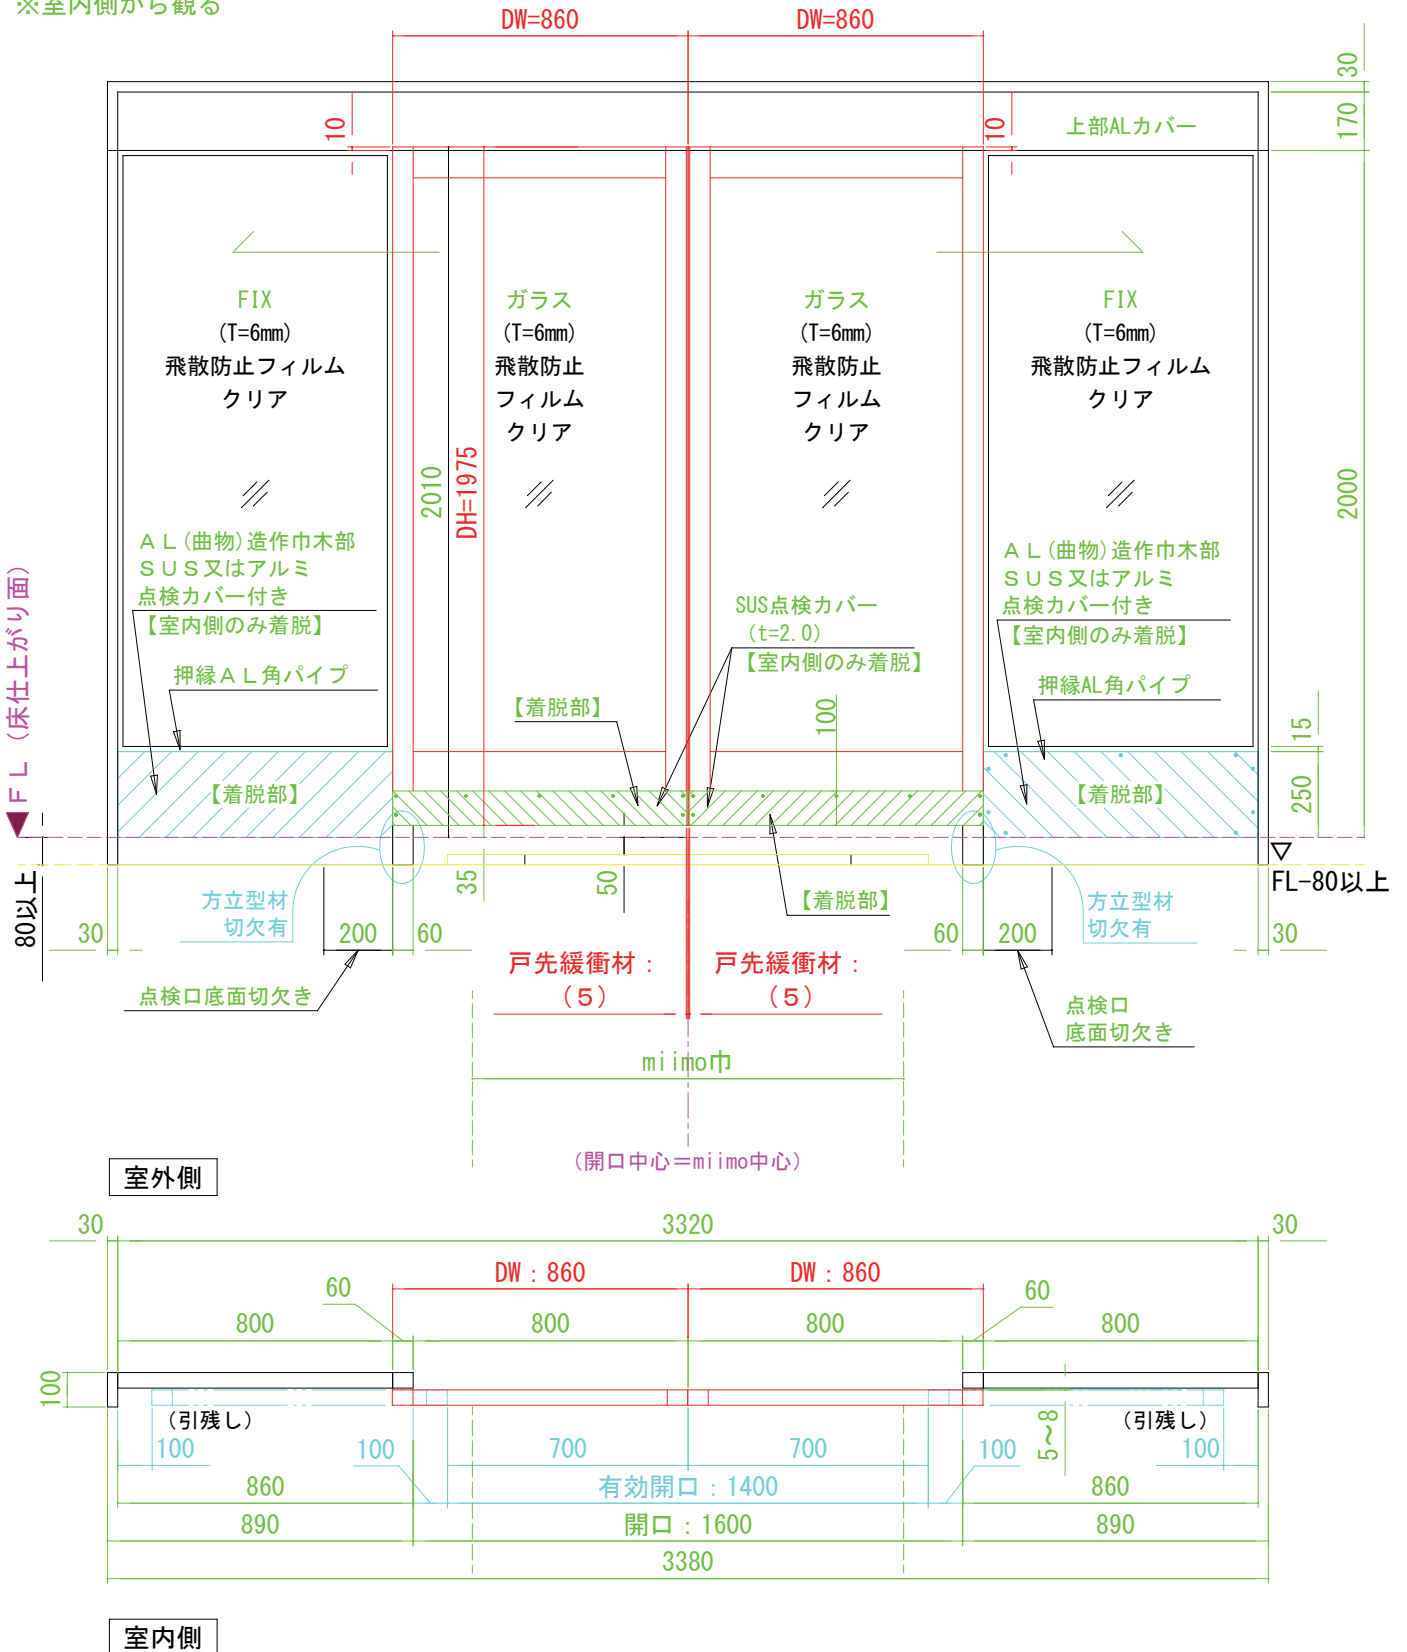 ※室内側から観る
DW=860
DW=860
30
170
10
10
上部ALカバー
FIX
(T=6mm)
飛散防止フィルム
クリア
ガラス
(T=6mm)
飛散防止
フィルム
クリア
ガラス
(T=6mm)
飛散防止
フィルム
クリア
FIX
(T=6mm)
飛散防止フィルム
クリア
2010
DH=1975
2000
ＡＬ(曲物)造作巾木部
ＳＵＳ又はアルミ
点検カバー付き
【室内側のみ着脱】
押縁ＡＬ角パイプ
SUS点検カバー
(t=2.0)
【室内側のみ着脱】
【着脱部】
100
ＡＬ(曲物)造作巾木部
ＳＵＳ又はアルミ
点検カバー付き
【室内側のみ着脱】
押縁AL角パイプ
15
250
ＦＬ（床仕上がり面）
【着脱部】
【着脱部】
FL-80以上
80以上
方立型材
切欠有
35
50
【着脱部】
方立型材
切欠有
30
200
60
60
200
30
点検口底面切欠き
戸先緩衝材：
（５）
戸先緩衝材：
（５）
点検口
底面切欠き
miimo巾
(開口中心＝miimo中心)
室外側
30
3320
30
DW：860
DW：860
60
60
800
800
800
800
100
(引残し)
(引残し)
5〜8
100
100
700
700
100
100
860
有効開口：1400
860
890
開口：1600
890
3380
室内側